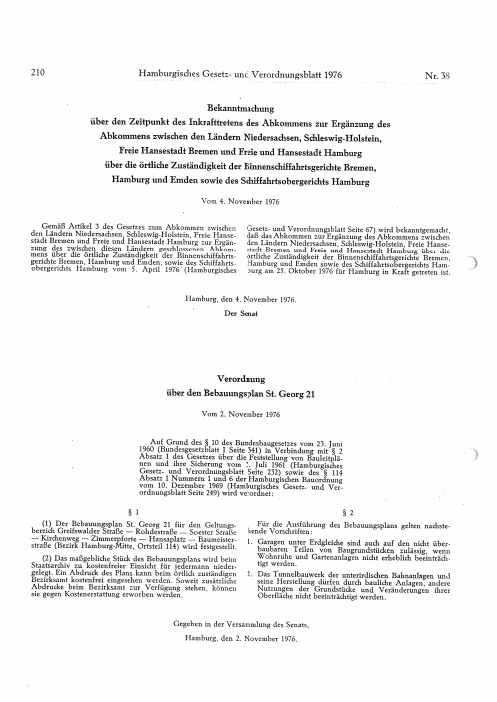 210
Hamburgisches Gesetz- und Verordnungsblatt 1976
Nr. 38
Bekanntmachung
über den Zeitpunkt des Inkrafttretens des Abkommens zur Ergänzung des
Abkommens zwischen den Ländern Niedersachsen, Schleswig-Holstein,
Freie Hansestadt Bremen und Freie und Hansestadt Hamburg
über die örtliche Zuständigkeit der Binnenschiffahrtsgerichte Bremen,
Hamburg und Emden sowie des Schiffahrtsobergerichts Hamburg
Vom 4. November 1976
Gemäß Artikel 3 des Gesetzes zum Abkommen zwischen
den Ländern Niedersachsen, Schleswig-Holstein, Freie Hanse-
stadt Bremen und Freie und Hansestadt Hamburg zur Ergän-
zung des zwischen diesen Ländern geschlossenen Abkom-
mens über die örtliche Zuständigkeit der Binnenschiffahrts-
gerichte Bremen, Hamburg und Emden, sowie des Schiffahrts-
obergerichts Hamburg vom 5. April 1976 (Hamburgisches
Gesetz- und Verordnungsblatt Seite 67) wird bekanntgemacht,
daß das Abkommen zur Ergänzung des Abkommens zwischen
den Ländern Niedersachsen, Schleswig-Holstein, Freie Hanse-
stadt Bremen und Freie und Hansestadt Hamburg über die
örtliche Zuständigkeit der Binnenschiffahrtsgerichte Bremen,
Hamburg und Emden sowie des Schiffahrtsobergerichts Ham-
burg am 25. Oktober 1976 für Hamburg in Kraft getreten ist.
Hamburg, den 4. November 1976.
Der Senat
Verordnung
über den Bebauungsplan St. Georg 21
Vom 2. November 1976
Auf Grund des § 10 des Bundesbaugesetzes vom 23. Juni
1960 (Bundesgesetzblatt I Seite 341) in Verbindung mit § 2
Absatz 1 des Gesetzes über die Feststellung von Bauleitplä-
nen und ihre Sicherung vom 3. Juli 1961 (Hamburgisches
Gesetz- und Verordnungsblatt Seite 232) sowie des § 114
Absatz 1 Nummern 1 und 6 der Hamburgischen Bauordnung
vom 10. Dezember 1969 (Hamburgisches Gesetz- und Ver-
ordnungsblatt Seite 249) wird verordnet:
§ 1
(1) Der Bebauungsplan St. Georg 21 für den Geltungs-
bereich Greifswalder Straße — Rohdestraße — Soester Straße
— Kirchenweg — Zimmerpforte — Hansaplatz — Baumeister-
straße (Bezirk Hamburg-Mitte, Ortsteil 114) wird festgestellt.
(2) Das maßgebliche Stück des Bebauungsplans wird beim
Staatsarchiv zu kostenfreier Einsicht für jedermann nieder-
gelegt. Ein Abdruck des Plans kann beim örtlich zuständigen
Bezirksamt kostenfrei eingesehen werden. Soweit zusätzliche
Abdrucke beim Bezirksamt zur Verfügung stehen, können
sie gegen Kostenerstattung erworben werden.
§ 2
Für die Ausführung des Bebauungsplans gelten nachste-
hende Vorschriften:
1. Garagen unter Erdgleiche sind auch auf den nicht über-
baubaren Teilen von Baugrundstücken zulässig, wenn
Wohnruhe und Gartenanlagen nicht erheblich beeinträch-
tigt werden.
2. Das Tunnelbauwerk der unterirdischen Bahnanlagen und
seine Herstellung dürfen durch bauliche Anlagen, andere
Nutzungen der Grundstücke und Veränderungen ihrer
Oberfläche nicht beeinträchtigt werden.
Gegeben in der Versammlung des Senats,
Hamburg, den 2. November 1976.